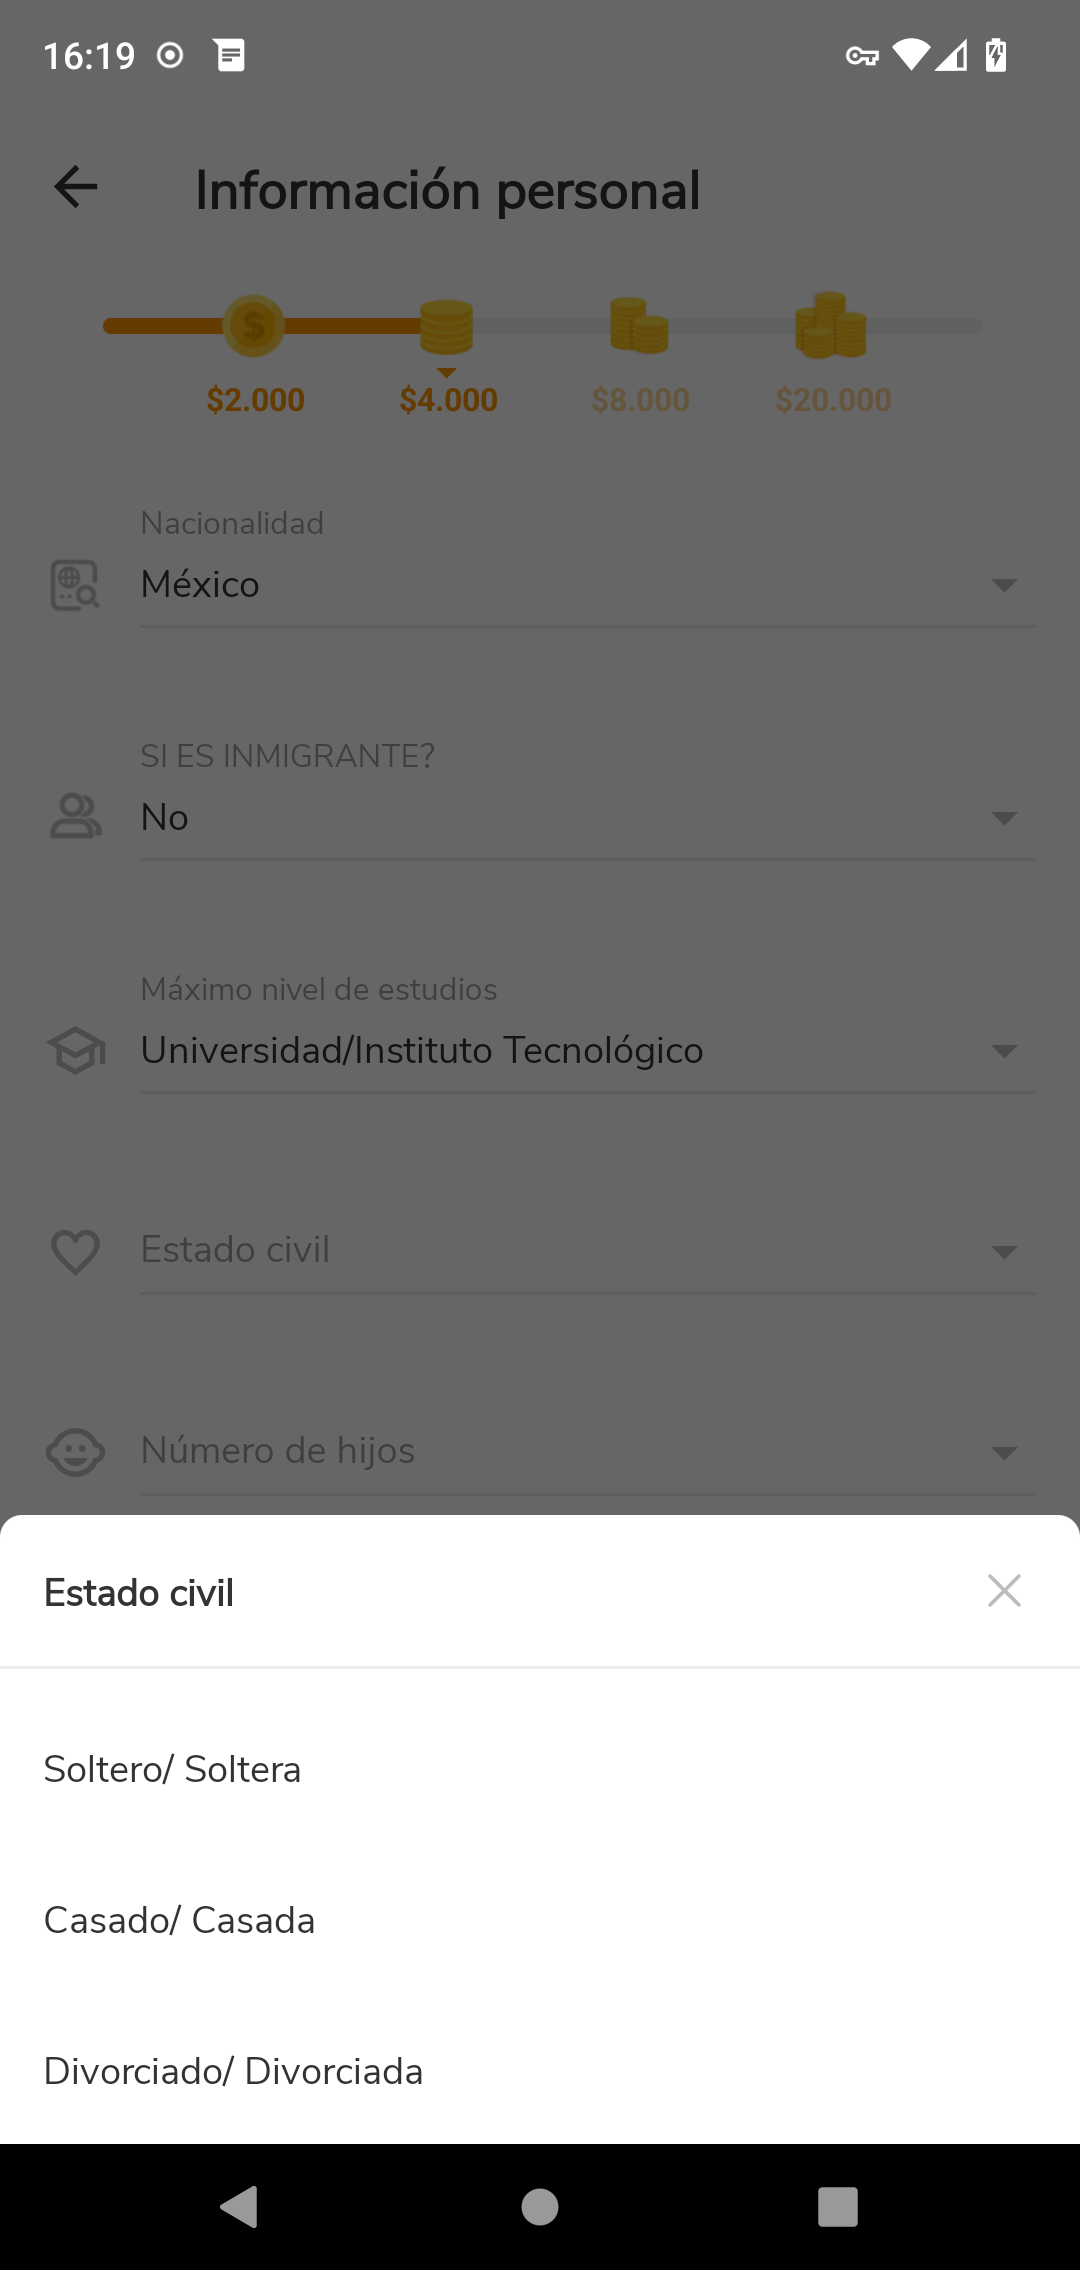 16:19
Información personal
$2.000 $4.000 $8.000 $20.000
Nacionalidad
México
SI ES INMIGRANTE?
No
Máximo nivel de estudios
Universidad/Instituto Tecnológico
Estado civil
Número de hijos
Estado civil
Soltero/ Soltera
Casado/ Casada
Divorciado/ Divorciada